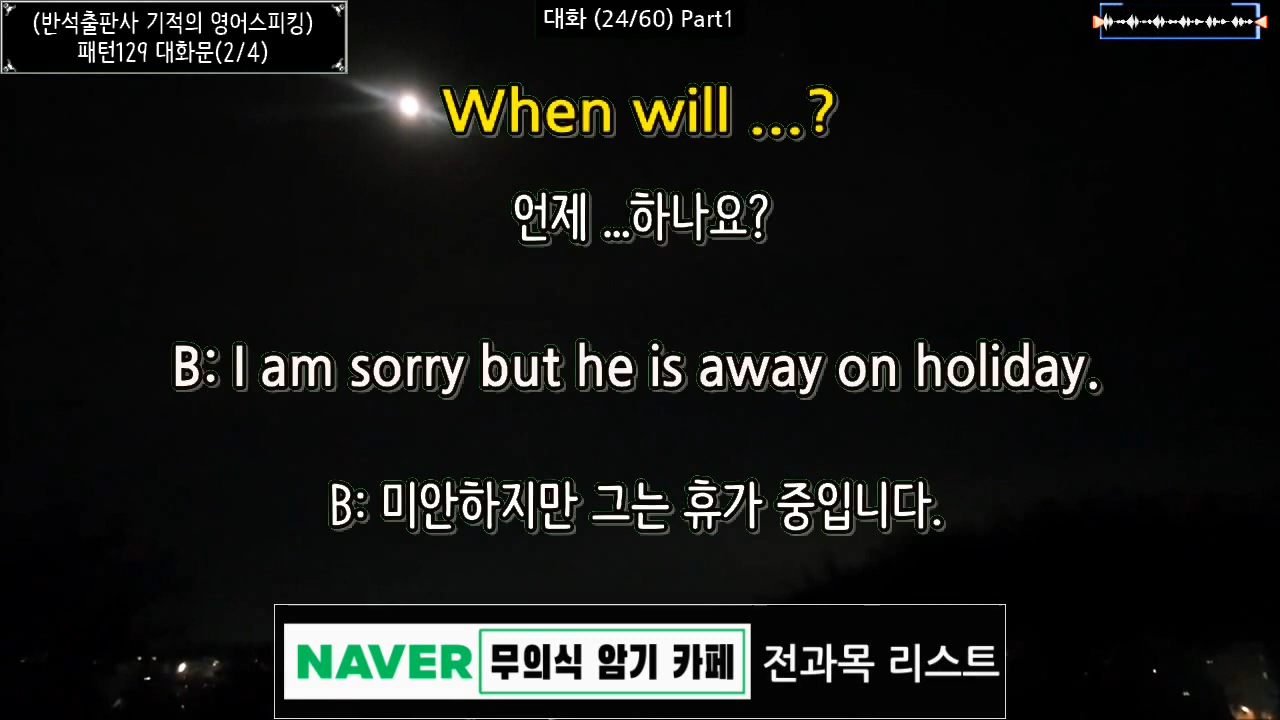 (반석출판사 기적의 영어스피킹)
패턴129 대화문(2/4)
대화 (24/60) Part1
When will ...?
언제 ...하나요?
B: I am sorry but he is away on holiday.
B: 미안하지만 그는 휴가 중입니다.
NAVER 무의식 암기 카페 전과목 리스트